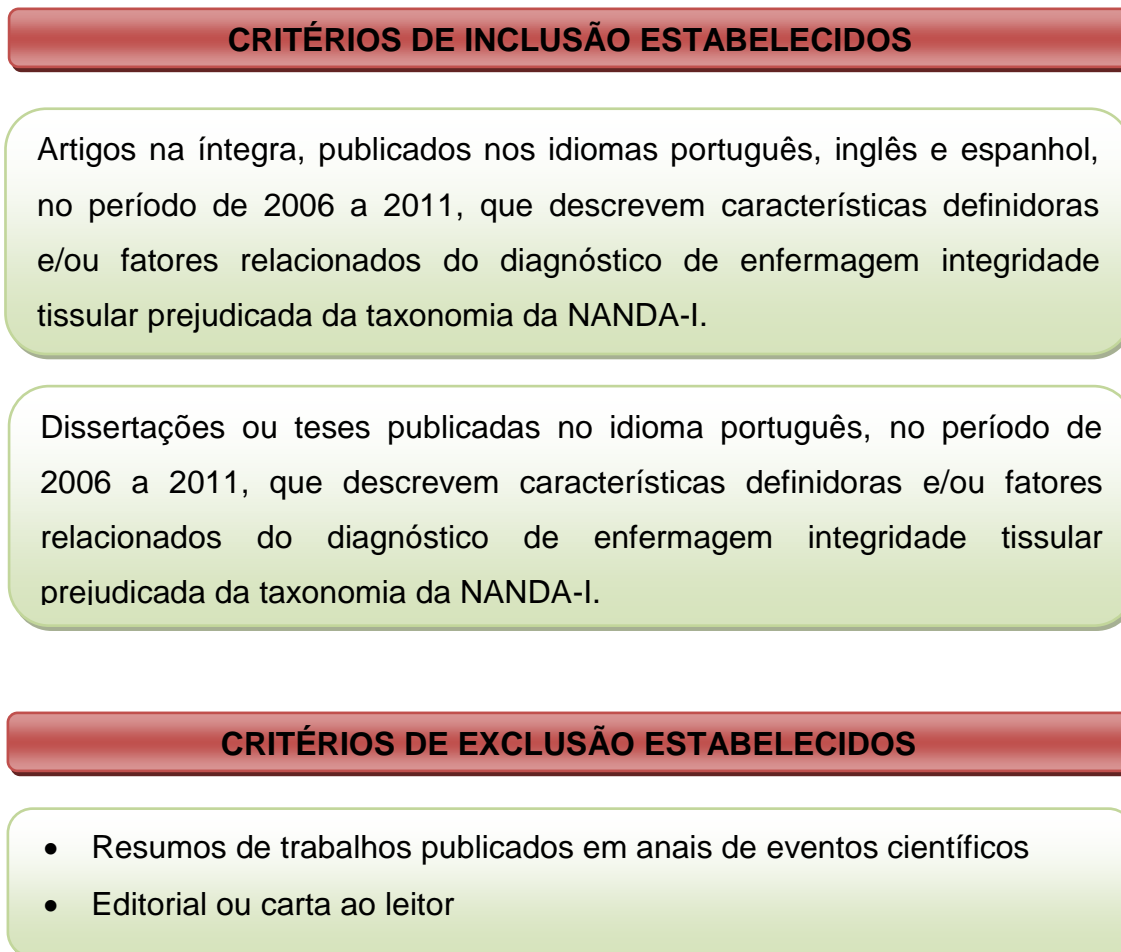 CRITÉRIOS DE INCLUSÃO ESTABELECIDOS
Artigos na íntegra, publicados nos idiomas português, inglês e espanhol,
no período de 2006 a 2011, que descrevem características definidoras
e/ou fatores relacionados do diagnóstico de enfermagem integridade
tissular prejudicada da taxonomia da NANDA-I.
Dissertações ou teses publicadas no idioma português, no período de
2006 a 2011, que descrevem características definidoras e/ou fatores
relacionados do diagnóstico de enfermagem integridade tissular
prejudicada da taxonomia da NANDA-I.
CRITÉRIOS DE EXCLUSÃO ESTABELECIDOS
• Resumos de trabalhos publicados em anais de eventos científicos
• Editorial ou carta ao leitor